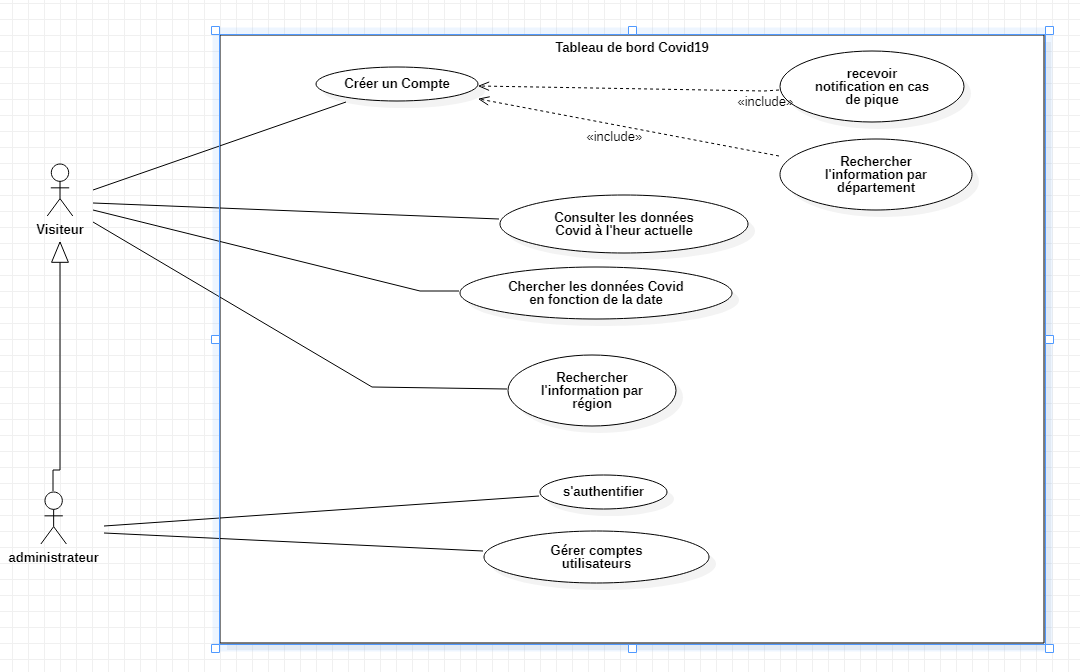 Tableau de bord Covid19
Créer un Compte
recevoir
notification en cas
de pique
«include»
«include»
Rechercher
l'information par
département
Visiteur
Consulter les données
Covid à l'heur actuelle
Chercher les données Covid
en fonction de la date
Rechercher
l'information par
région
s'authentifier
administrateur
Gérer comptes
utilisateurs